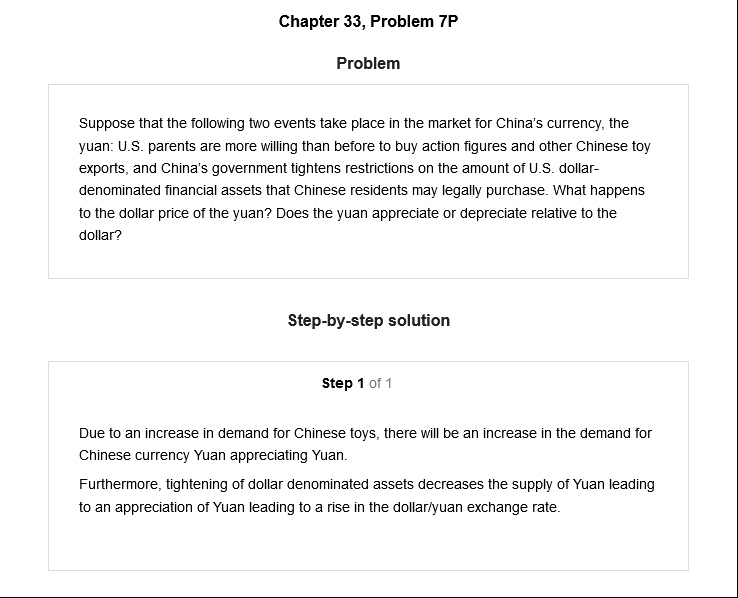 Chapter 33, Problem 7P
Problem
Suppose that the following two events take place in the market for China's currency, the
yuan: U.S. parents are more willing than before to buy action figures and other Chinese toy
exports, and China's government tightens restrictions on the amount of U.S. dollar-
denominated financial assets that Chinese residents may legally purchase. What happens
to the dollar price of the yuan? Does the yuan appreciate or depreciate relative to the
dollar?
Step-by-step solution
Step 1 of 1
Due to an increase in demand for Chinese toys, there will be an increase in the demand for
Chinese currency Yuan appreciating Yuan.
Furthermore, tightening of dollar denominated assets decreases the supply of Yuan leading
to an appreciation of Yuan leading to a rise in the dollar/yuan exchange rate.